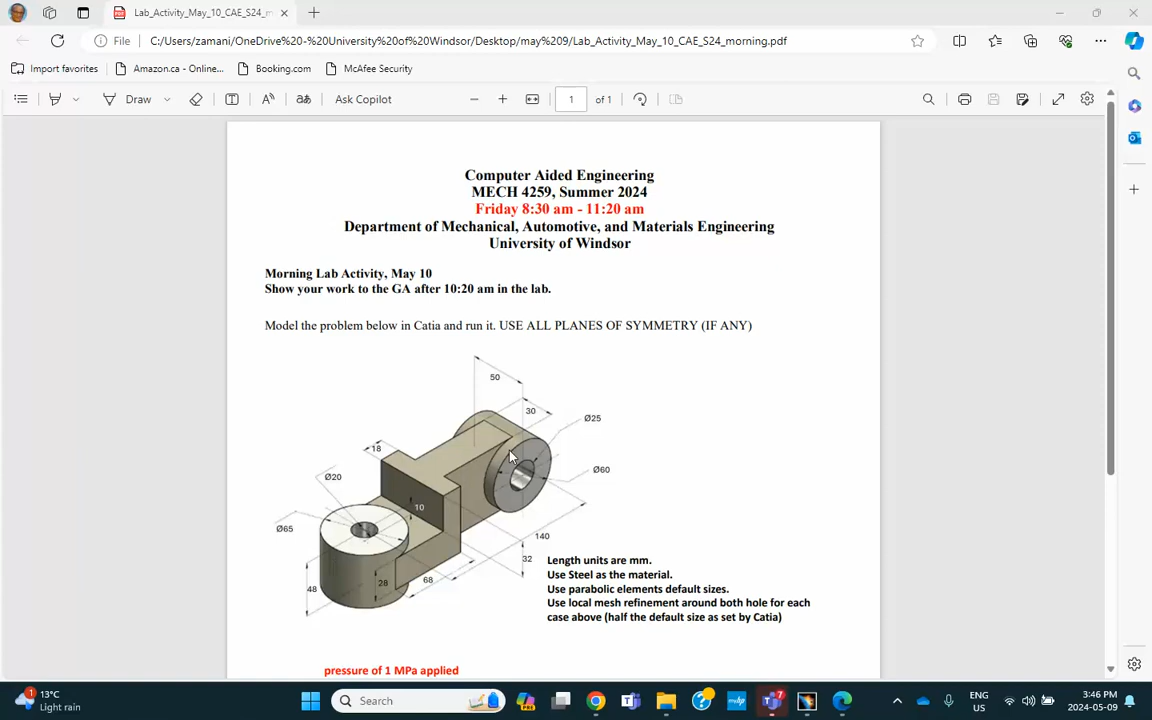 Lab_Activity_May_10_CAE_S24_m...
File
C:/Users/zamani/OneDrive%20-%20University%20of%20Windsor/Desktop/may%209/Lab_Activity_May_10_CAE_S24_morning.pdf
Import favorites
Amazon.ca - Online...
Booking.com
McAfee Security
Draw
Ask Copilot
1 of 1
Computer Aided Engineering
MECH 4259, Summer 2024
Friday 8:30 am - 11:20 am
Department of Mechanical, Automotive, and Materials Engineering
University of Windsor
Morning Lab Activity, May 10
Show your work to the GA after 10:20 am in the lab.
Model the problem below in Catia and run it. USE ALL PLANES OF SYMMETRY (IF ANY)
50
30
Ø25
18
Ø20
Ø60
10
Ø65
140
32
68
28
48
Length units are mm.
Use Steel as the material.
Use parabolic elements default sizes.
Use local mesh refinement around both hole for each
case above (half the default size as set by Catia)
pressure of 1 MPa applied
1
13°C
Light rain
Search
7
ENG
US
3:46 PM
2024-05-09